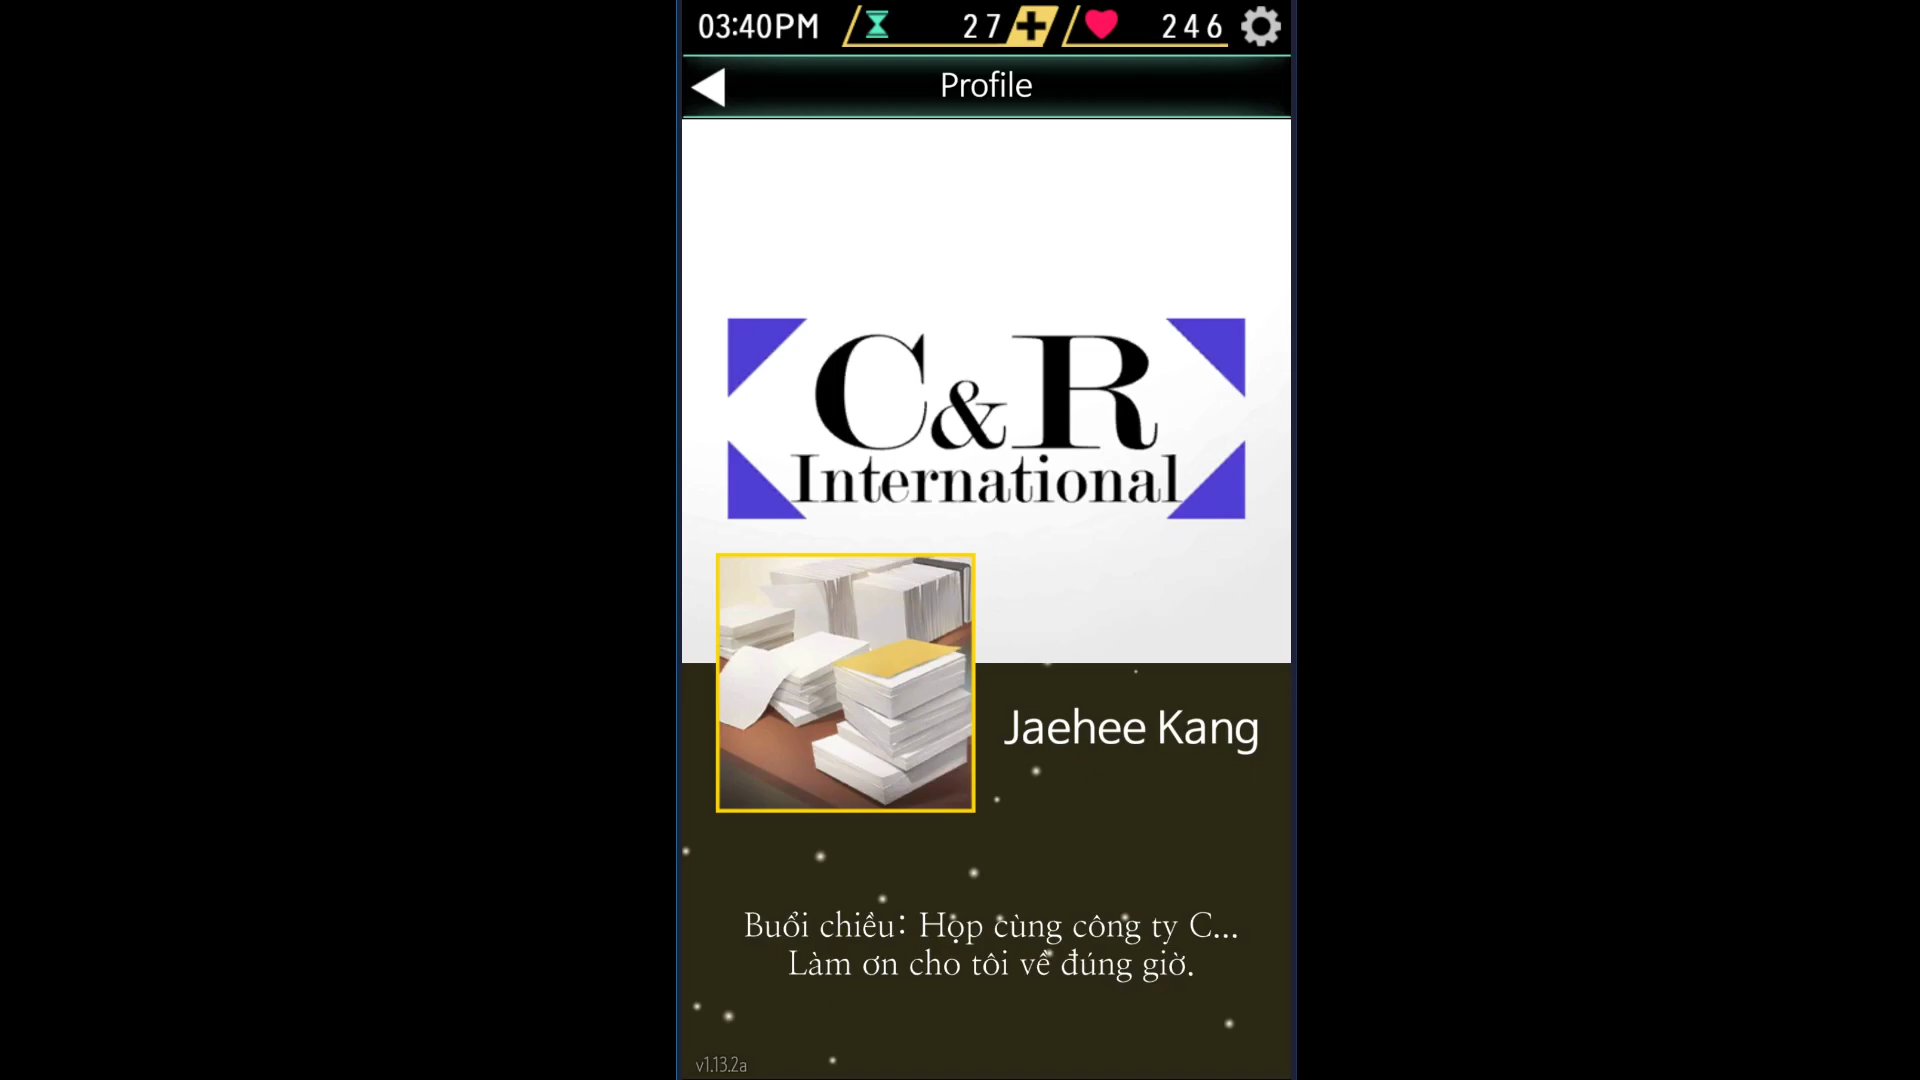 03:40PM 27 246
Profile
C&R
International
Jaehee Kang
Buổi chiều: Họp cùng công ty C...
Làm ơn cho tôi về đúng giờ.
v1.13.2a